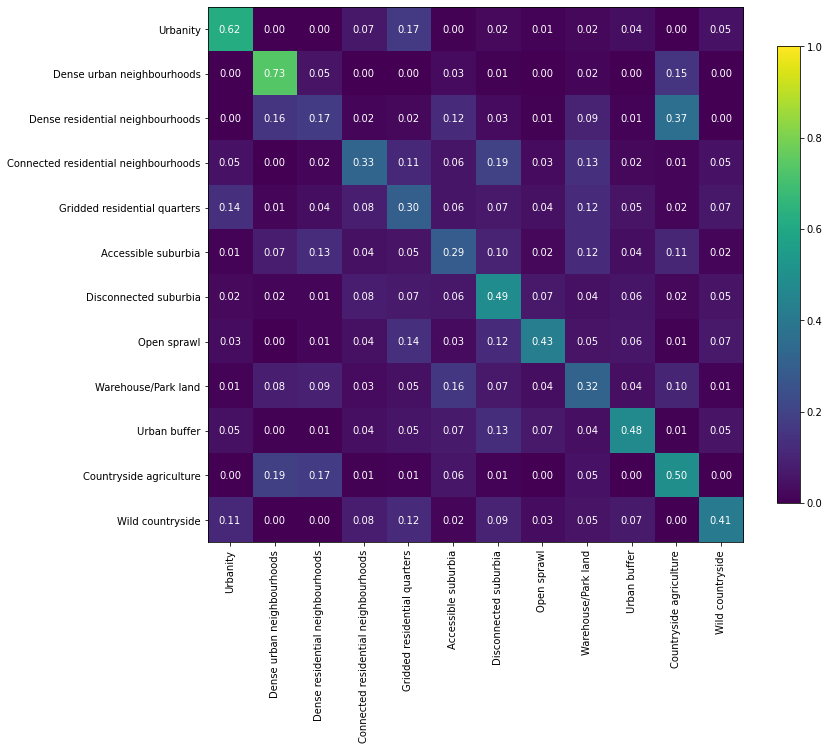 Urbanity 0.62 0.00 0.00 0.07 0.17 0.00 0.02 0.01 0.02 0.04 0.00 0.05
Dense urban neighbourhoods 0.00 0.73 0.05 0.00 0.00 0.03 0.01 0.00 0.02 0.00 0.15 0.00
Dense residential neighbourhoods 0.00 0.16 0.17 0.02 0.02 0.12 0.03 0.01 0.09 0.01 0.37 0.00
Connected residential neighbourhoods 0.05 0.00 0.02 0.33 0.11 0.06 0.19 0.03 0.13 0.02 0.01 0.05
Gridded residential quarters 0.14 0.01 0.04 0.08 0.30 0.06 0.07 0.04 0.12 0.05 0.02 0.07
Accessible suburbia 0.01 0.07 0.13 0.04 0.05 0.29 0.10 0.02 0.12 0.04 0.11 0.02
Disconnected suburbia 0.02 0.02 0.01 0.08 0.07 0.06 0.49 0.07 0.04 0.06 0.02 0.05
Open sprawl 0.03 0.00 0.01 0.04 0.14 0.03 0.12 0.43 0.05 0.06 0.01 0.07
Warehouse/Park land 0.01 0.08 0.09 0.03 0.05 0.16 0.07 0.04 0.32 0.04 0.10 0.01
Urban buffer 0.05 0.00 0.01 0.04 0.05 0.07 0.13 0.07 0.04 0.48 0.01 0.05
Countryside agriculture 0.00 0.19 0.17 0.01 0.01 0.06 0.01 0.00 0.05 0.00 0.50 0.00
Wild countryside 0.11 0.00 0.00 0.08 0.12 0.02 0.09 0.03 0.05 0.07 0.00 0.41
Urbanity
Dense urban neighbourhoods
Dense residential neighbourhoods
Connected residential neighbourhoods
Gridded residential quarters
Accessible suburbia
Disconnected suburbia
Open sprawl
Warehouse/Park land
Urban buffer
Countryside agriculture
Wild countryside
1.0
0.8
0.6
0.4
0.2
0.0